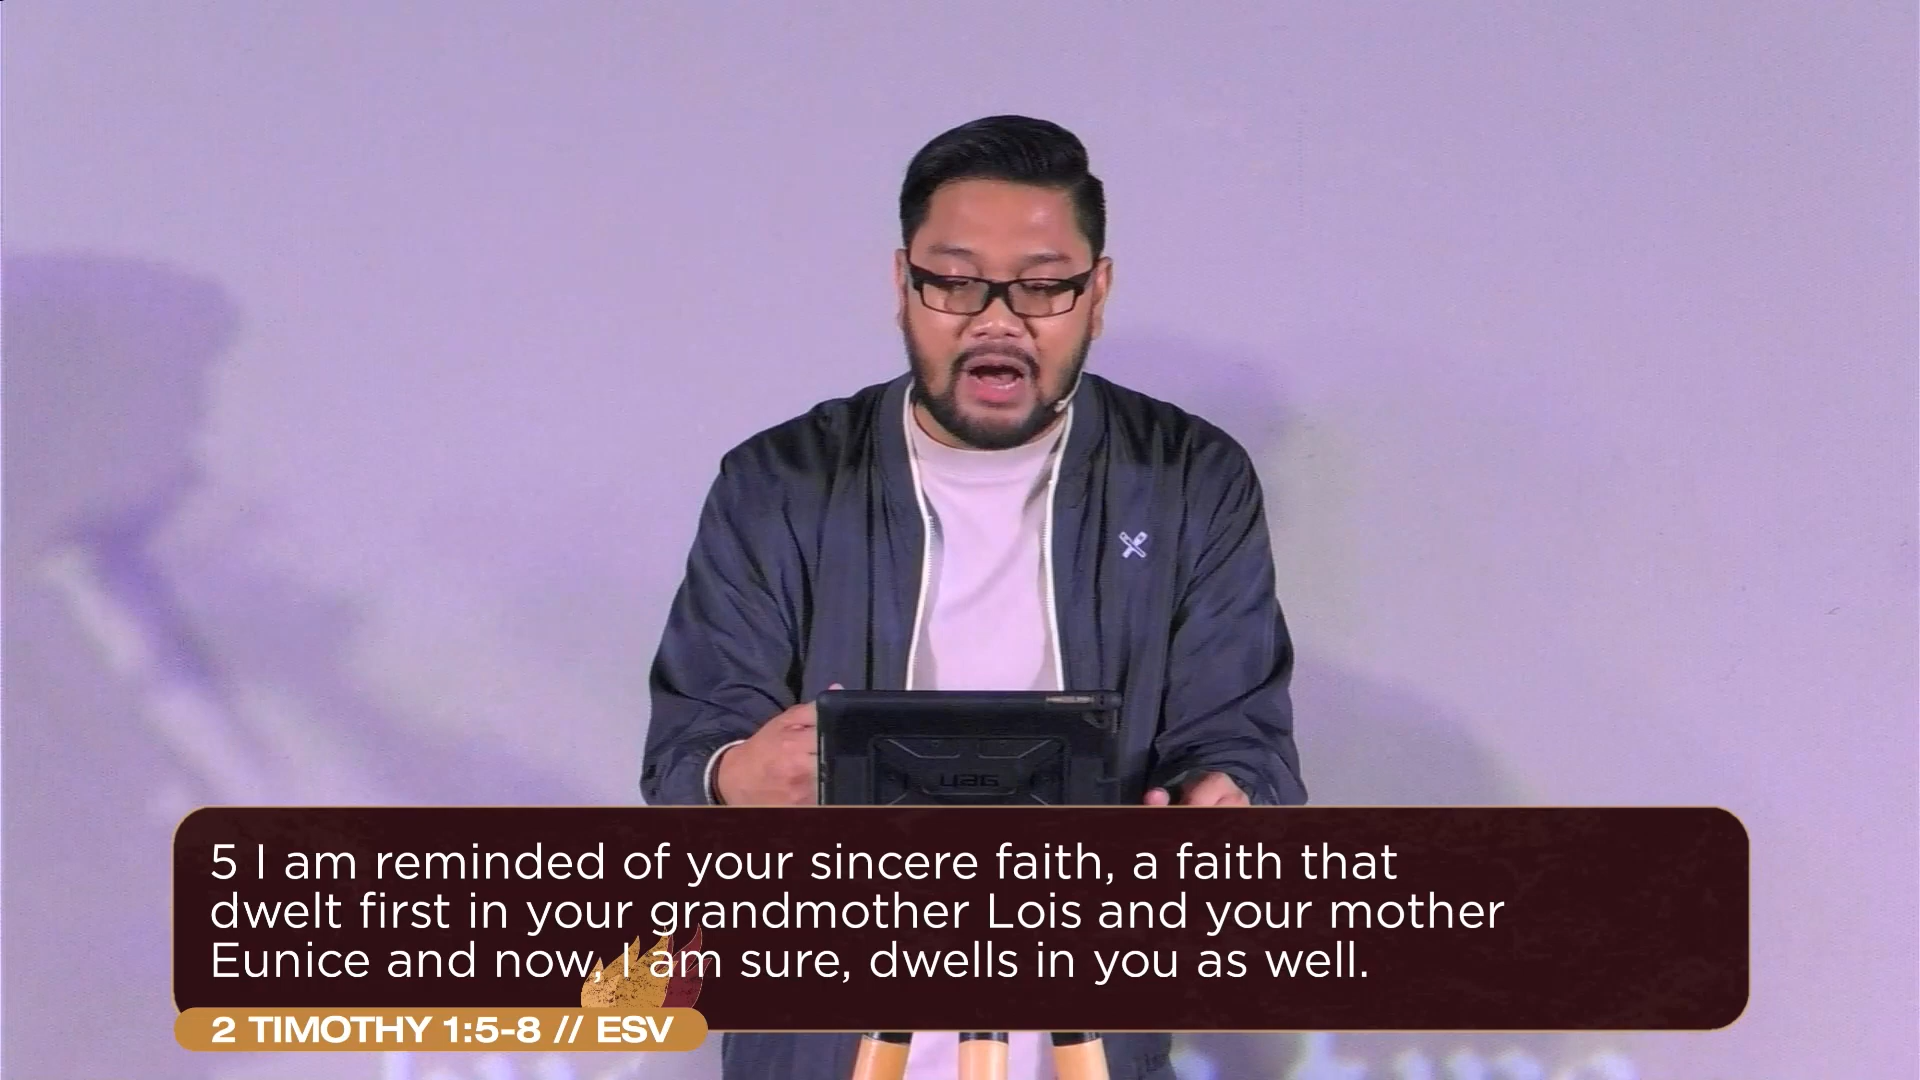 UAG
5 I am reminded of your sincere faith, a faith that
dwelt first in your grandmother Lois and your mother
Eunice and now, I am sure, dwells in you as well.
2 TIMOTHY 1:5-8 // ESV